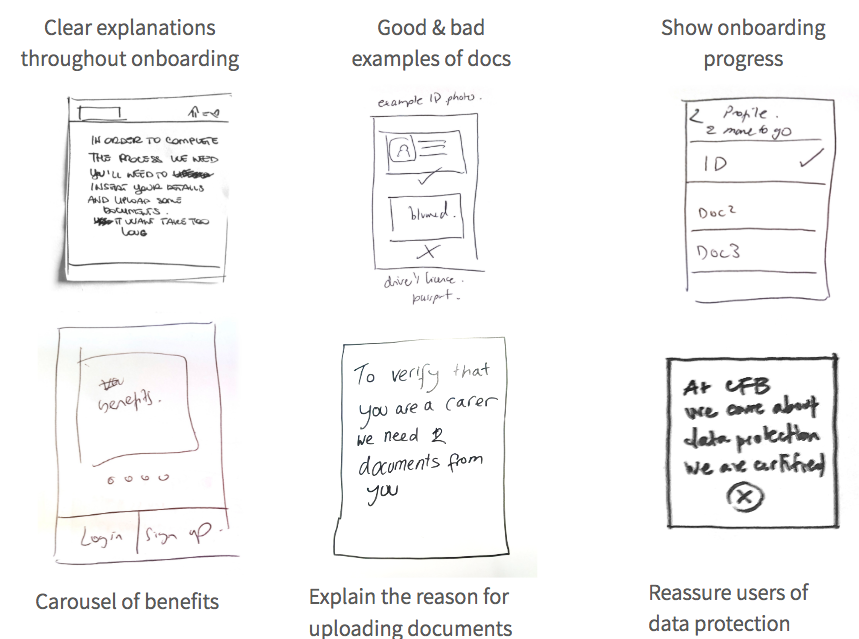 Clear explanations
throughout onboarding
Good & bad
examples of docs
Show onboarding
progress
IN ORDER TO COMPLETE
THE PROCESS WE NEED
YOU'LL NEED TO
INSERT YOUR DETAILS
AND UPLOAD SOME
DOCUMENTS.
IT WANT TAKE TOO
LONG
example ID photos.
blurred.
driver's licence
passport.
2 Profile.
2 more to go
ID
Doc2
Doc3
benefits.
Login
Sign up.
To verify that
you are a carer
we need 2
documents from
you
At CFB
we care about
data protection
we are certified
Carousel of benefits
Explain the reason for
uploading documents
Reassure users of
data protection